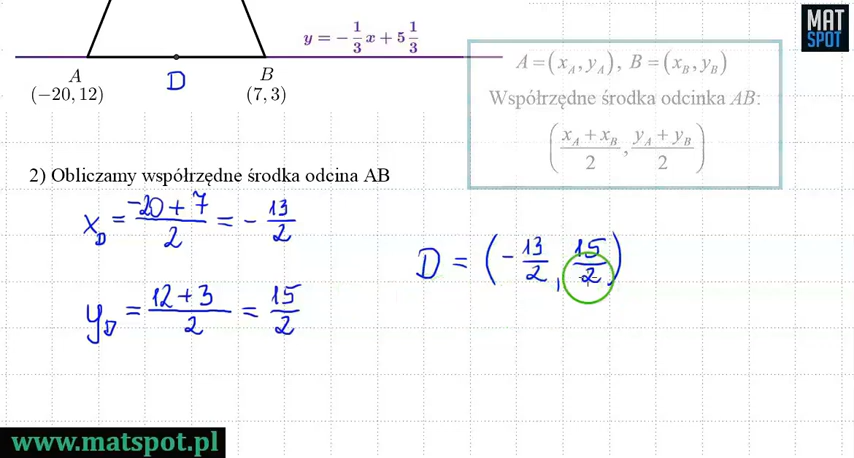 MAT
SPOT
y = -1/3 x + 5 1/3
A B
D
(−20, 12) (7, 3)
A = (x_A, y_A), B = (x_B, y_B)
Współrzędne środka odcinka AB:
((x_A + x_B)/2, (y_A + y_B)/2)
2) Obliczamy współrzędne środka odcina AB
x_D = (-20+7)/2 = - 13/2
D = (- 13/2, 15/2)
y_D = (12+3)/2 = 15/2
www.matspot.pl